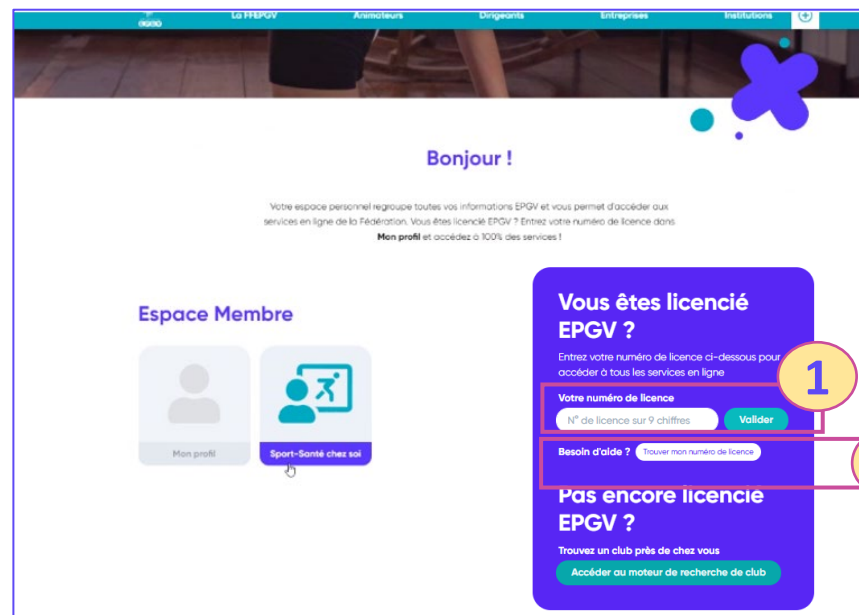 La FFEPGV Animateurs Dirigeants Entreprises Institutions
Bonjour !
Votre espace personnel regroupe toutes vos informations EPGV et vous permet d'accéder aux
services en ligne de la Fédération. Vous êtes licencié EPGV ? Entrez votre numéro de licence dans
Mon profil et accédez à 100% des services !
Espace Membre
Mon profil
Sport-Santé chez soi
Vous êtes licencié
EPGV ?
Entrez votre numéro de licence ci-dessous pour
accéder à tous les services en ligne
1
Votre numéro de licence
N° de licence sur 9 chiffres Valider
Besoin d'aide ? Trouver mon numéro de licence
Pas encore licencié
EPGV ?
Trouvez un club près de chez vous
Accéder au moteur de recherche de club